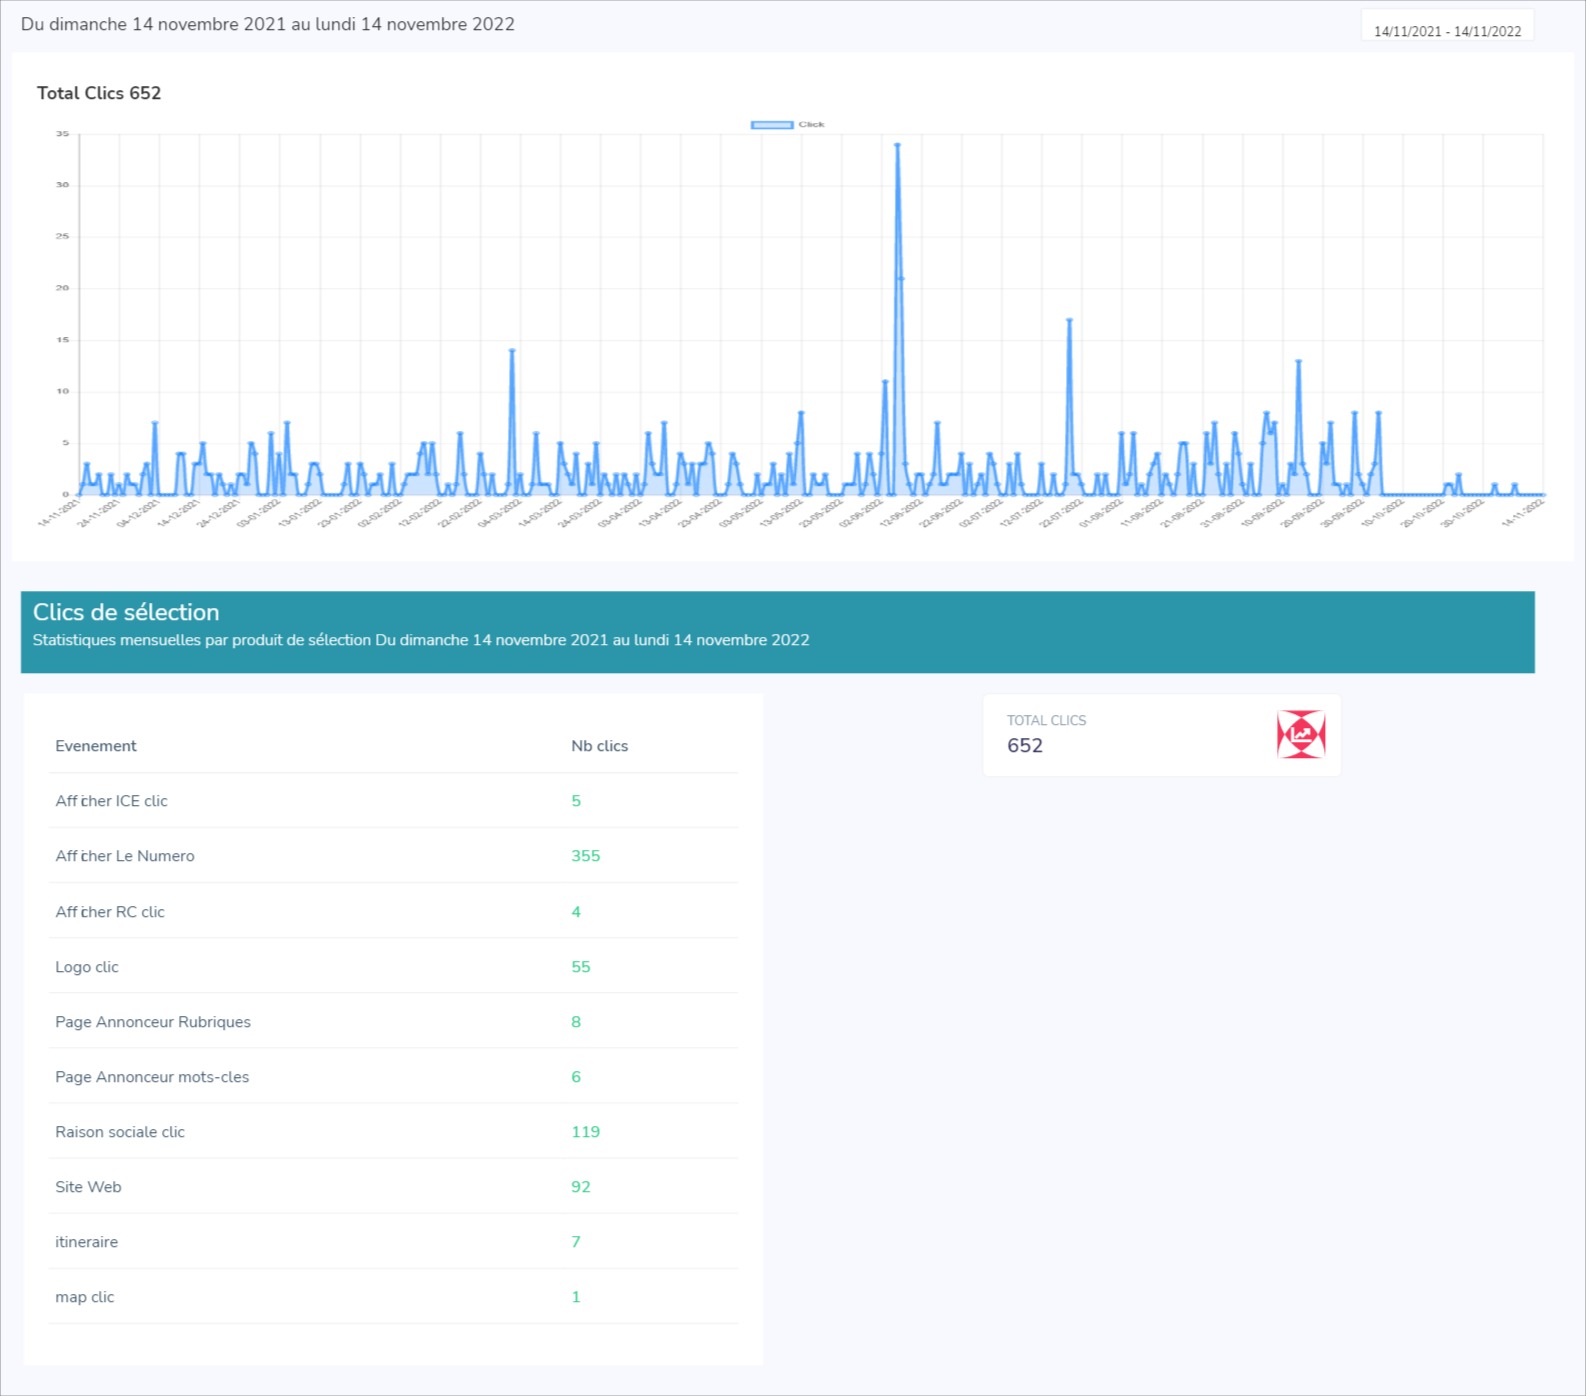 Du dimanche 14 novembre 2021 au lundi 14 novembre 2022
14/11/2021 - 14/11/2022
Total Clics 652
Click
35
30
25
20
15
10
5
0
14-11-2021
24-11-2021
04-12-2021
14-12-2021
24-12-2021
03-01-2022
13-01-2022
23-01-2022
02-02-2022
12-02-2022
22-02-2022
04-03-2022
14-03-2022
24-03-2022
03-04-2022
13-04-2022
23-04-2022
03-05-2022
13-05-2022
23-05-2022
02-06-2022
12-06-2022
22-06-2022
02-07-2022
12-07-2022
22-07-2022
01-08-2022
11-08-2022
21-08-2022
31-08-2022
10-09-2022
20-09-2022
30-09-2022
10-10-2022
20-10-2022
30-10-2022
14-11-2022
Clics de sélection
Statistiques mensuelles par produit de sélection Du dimanche 14 novembre 2021 au lundi 14 novembre 2022
Evenement Nb clics
Afficher ICE clic 5
Afficher Le Numero 355
Afficher RC clic 4
Logo clic 55
Page Annonceur Rubriques 8
Page Annonceur mots-cles 6
Raison sociale clic 119
Site Web 92
itineraire 7
map clic 1
TOTAL CLICS
652